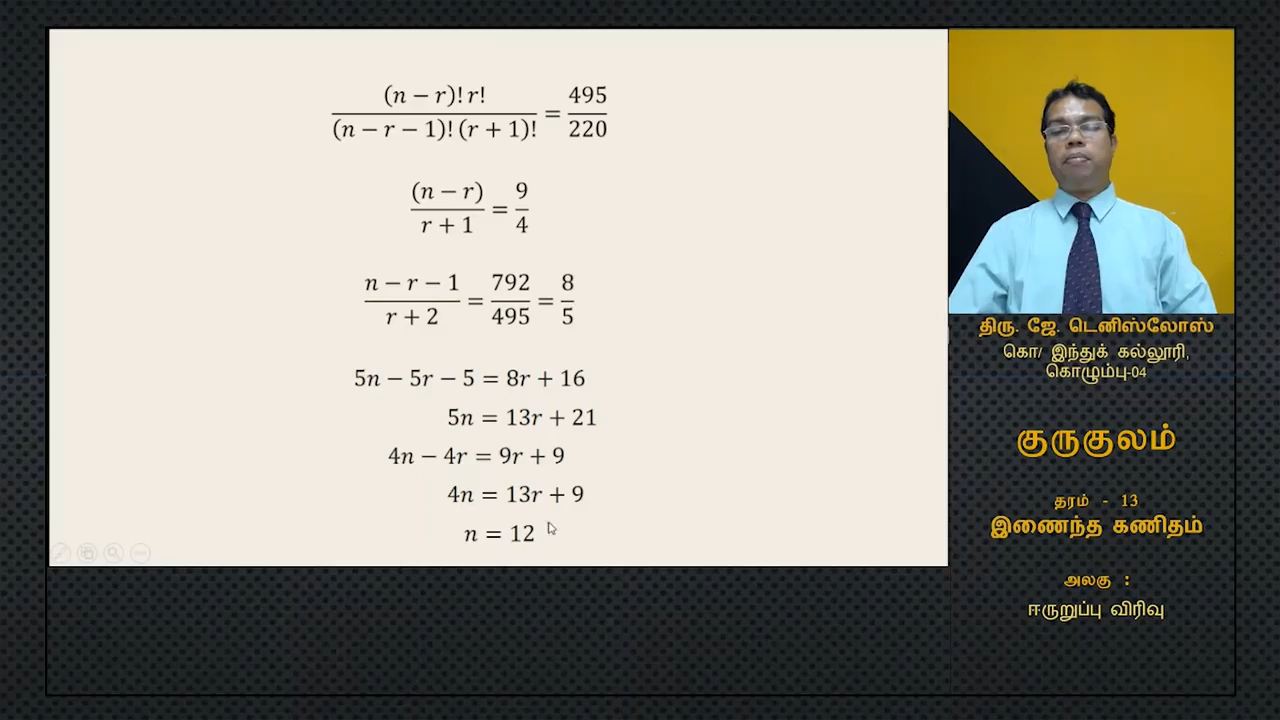 (n − r)! r! / (n − r − 1)! (r + 1)! = 495 / 220
(n − r) / r + 1 = 9 / 4
n − r − 1 / r + 2 = 792 / 495 = 8 / 5
5n − 5r − 5 = 8r + 16
5n = 13r + 21
4n − 4r = 9r + 9
4n = 13r + 9
n = 12
திரு. ஜே. டெனிஸ்லோஸ்
கொ/ இந்துக் கல்லூரி,
கொழும்பு-04
குருகுலம்
தரம் - 13
இணைந்த கணிதம்
அலகு :
ஈருறுப்பு விரிவு